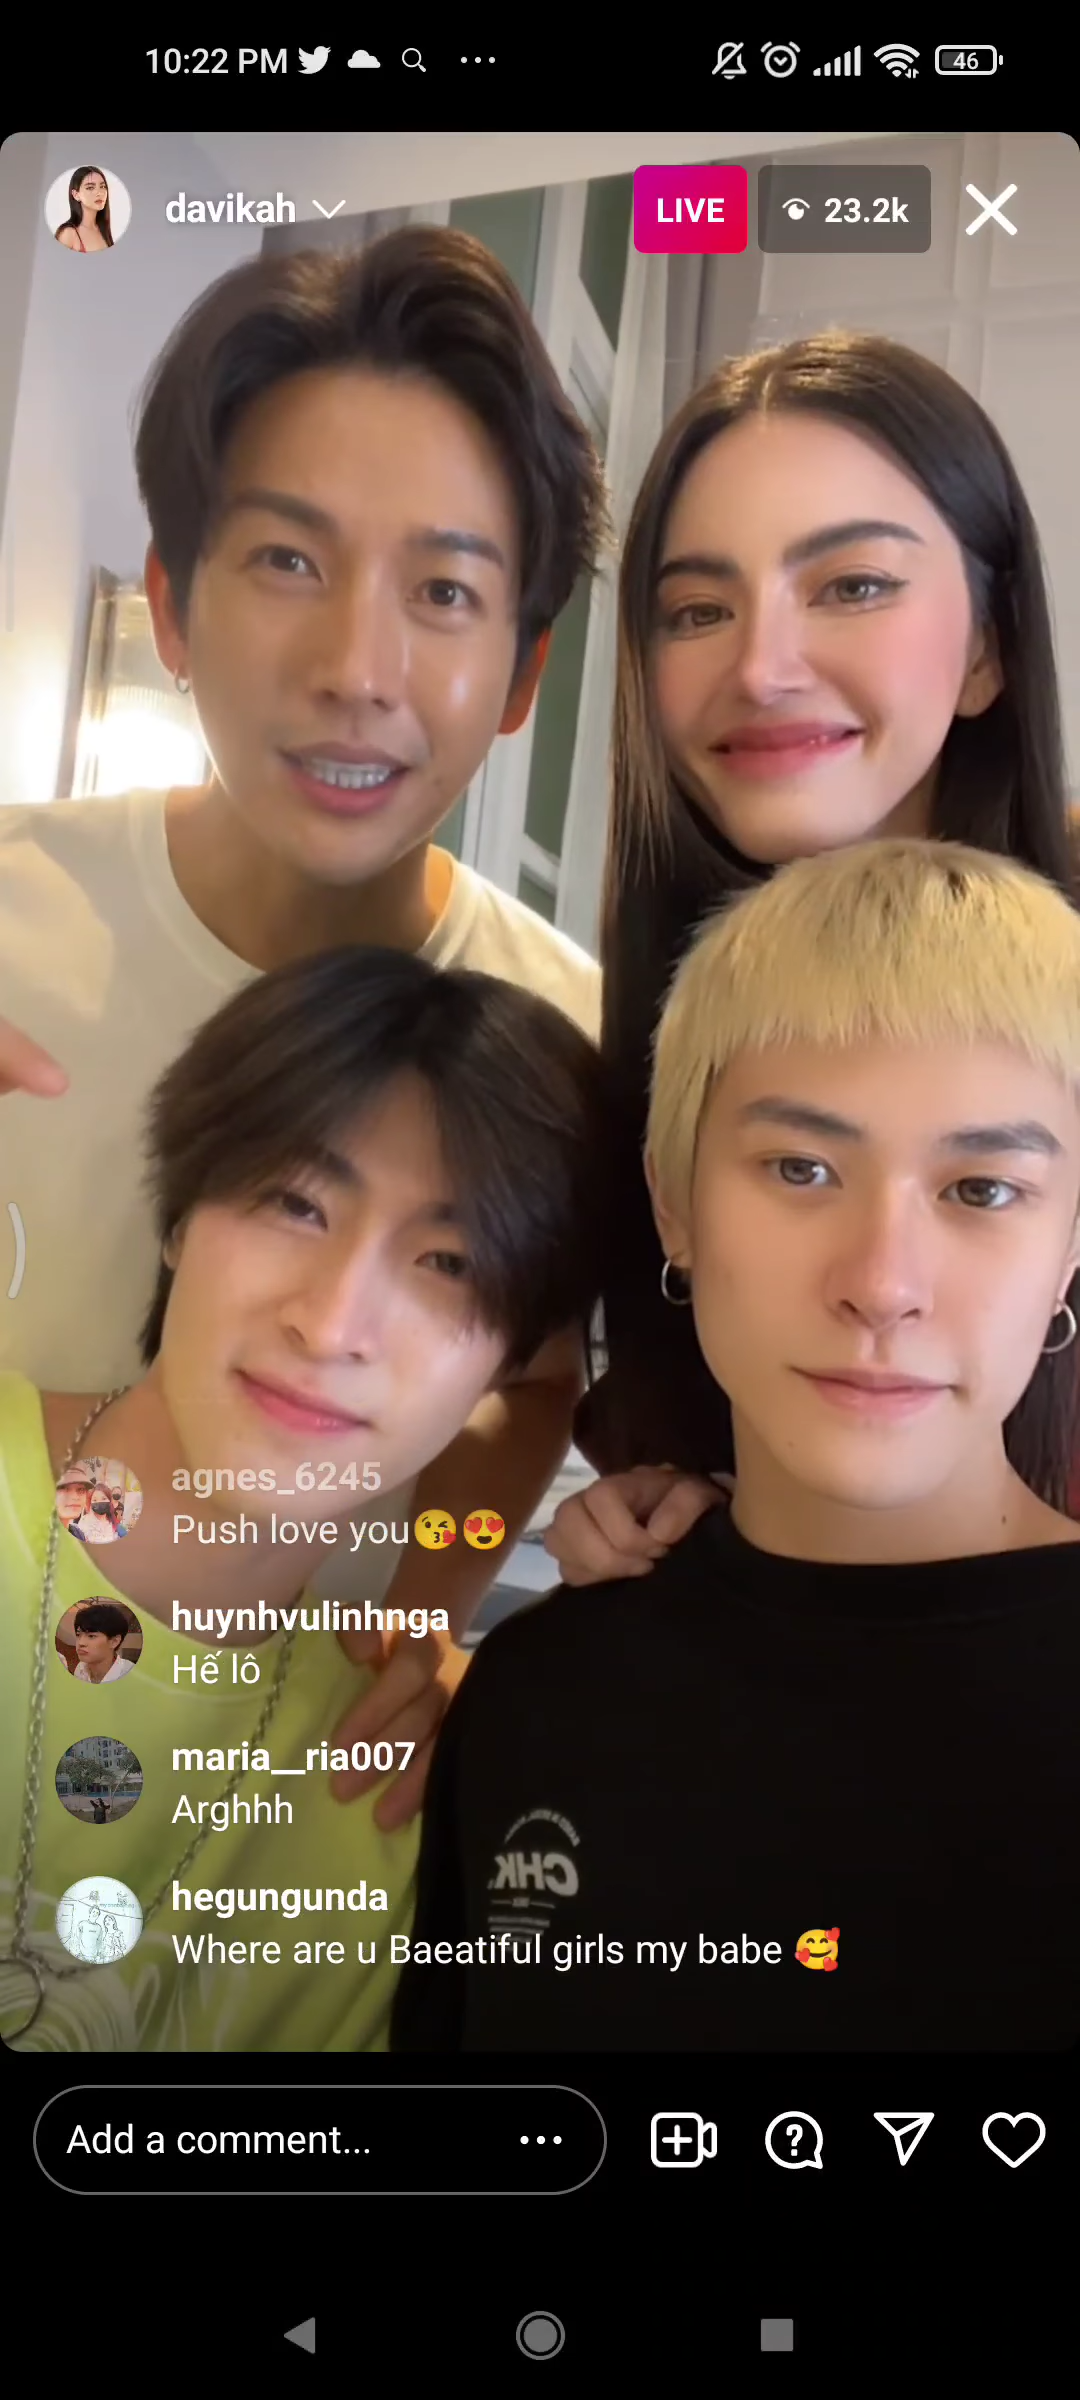 10:22 PM
46
davikah
LIVE
23.2k
agnes_6245
Push love you😘😍
huynhvulinhnga
Hế lô
maria__ria007
Arghhh
CHK
hegungunda
Where are u Baeatiful girls my babe 🥰
Add a comment...